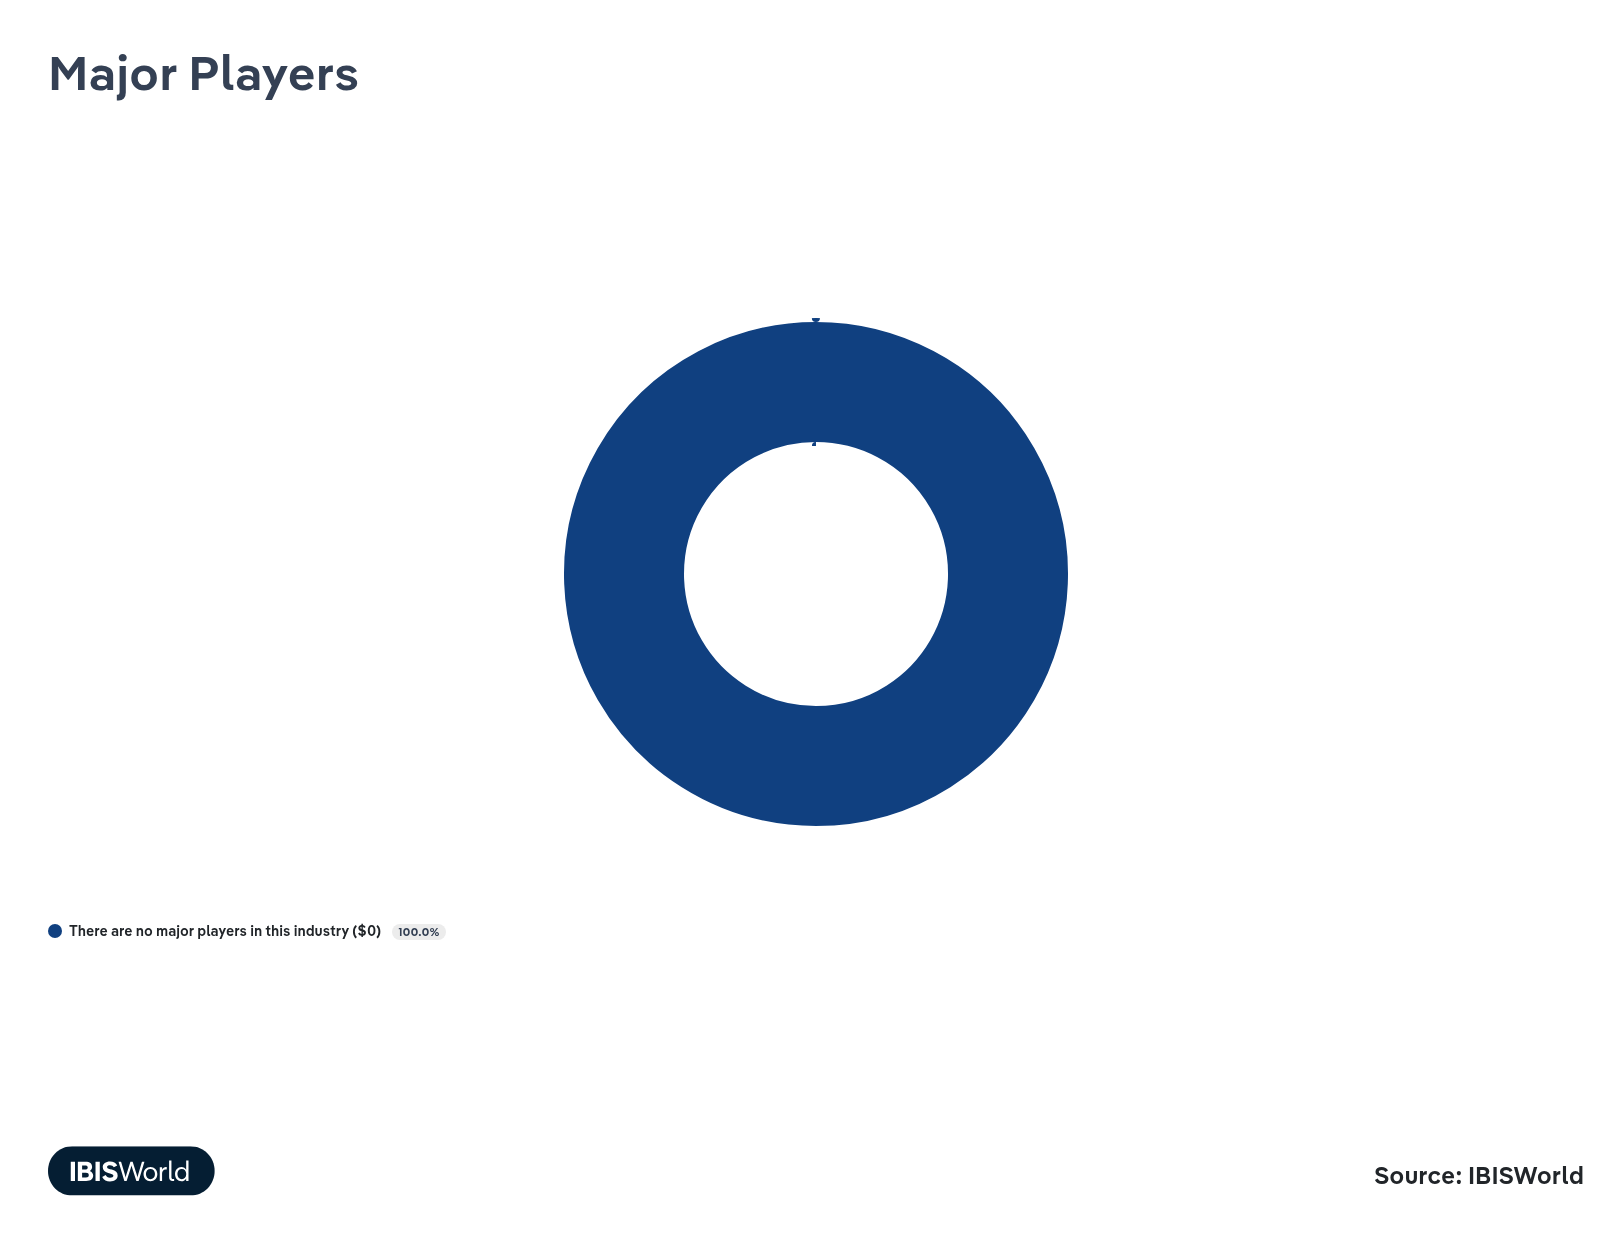 Major Players
There are no major players in this industry ($0) 100.0%
IBISWorld
Source: IBISWorld